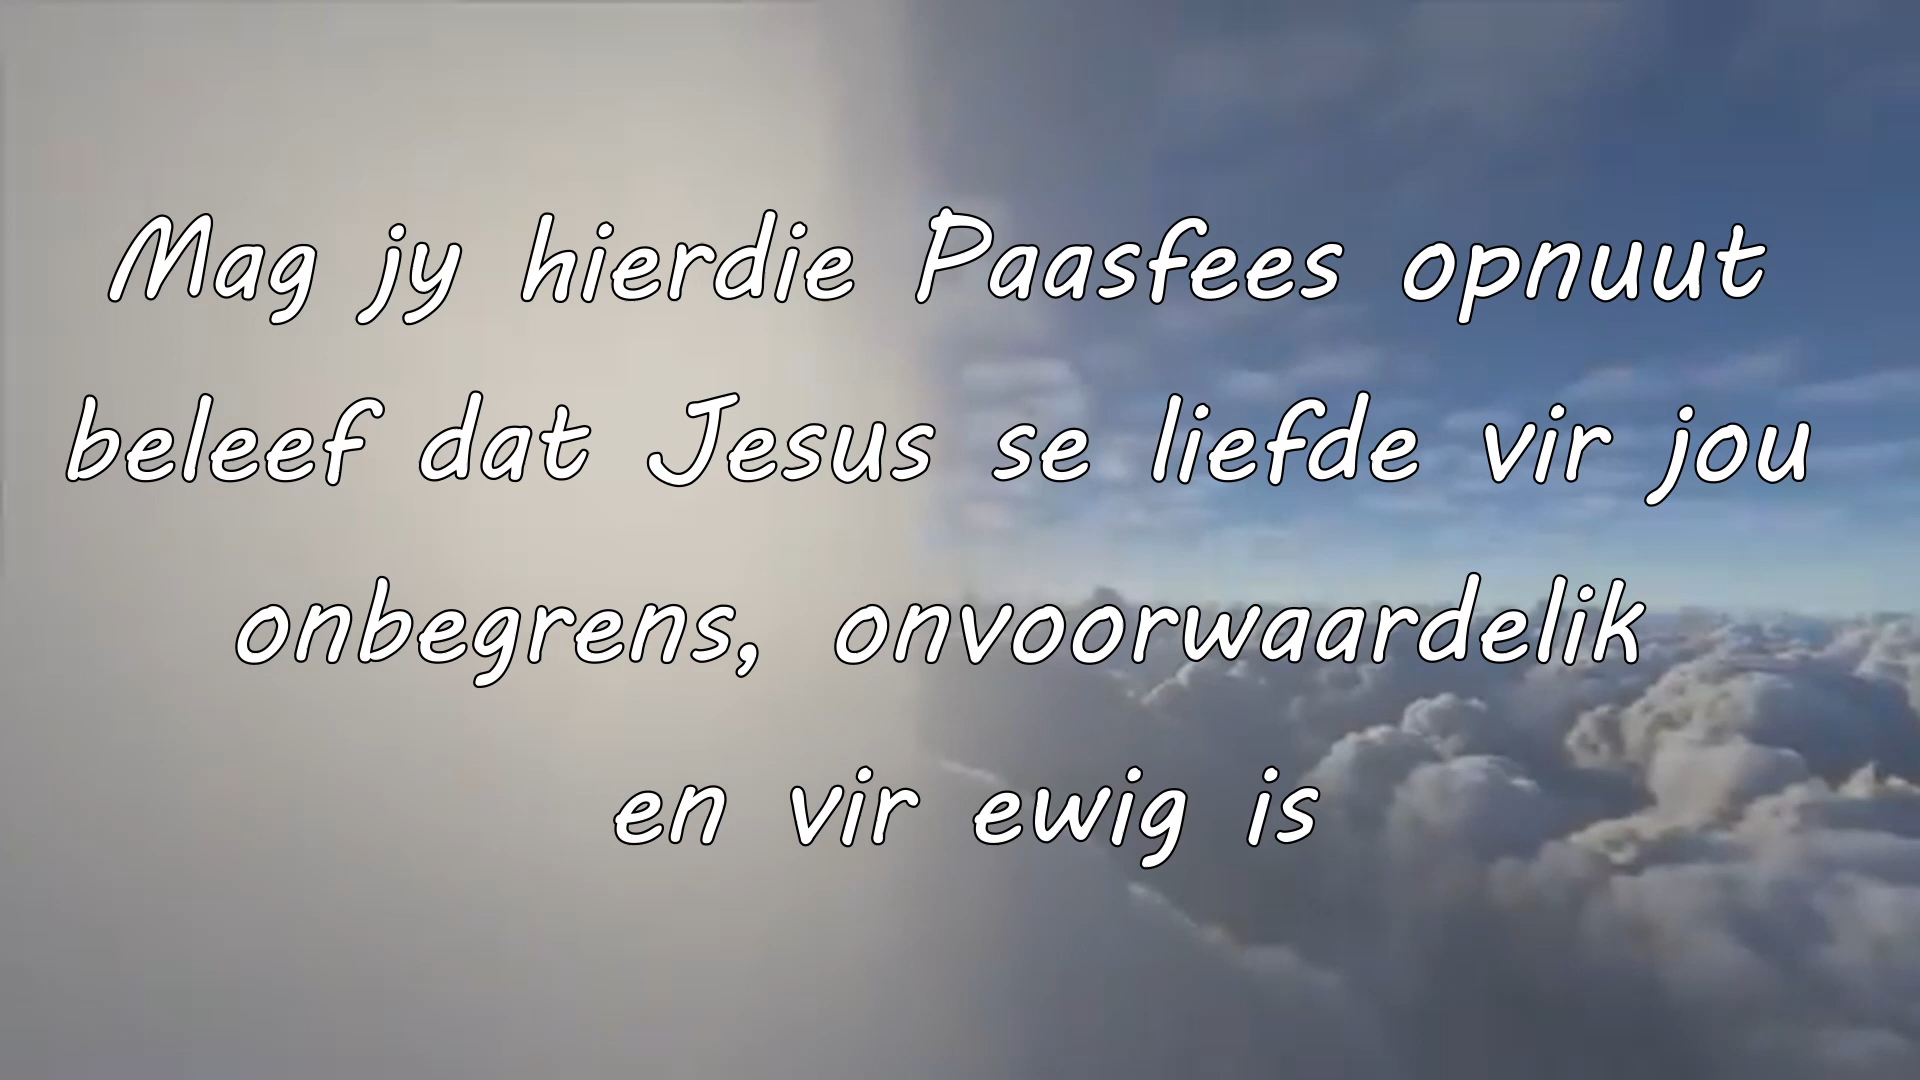 Mag jy hierdie Paasfees opnuut
beleef dat Jesus se liefde vir jou
onbegrens, onvoorwaardelik
en vir ewig is